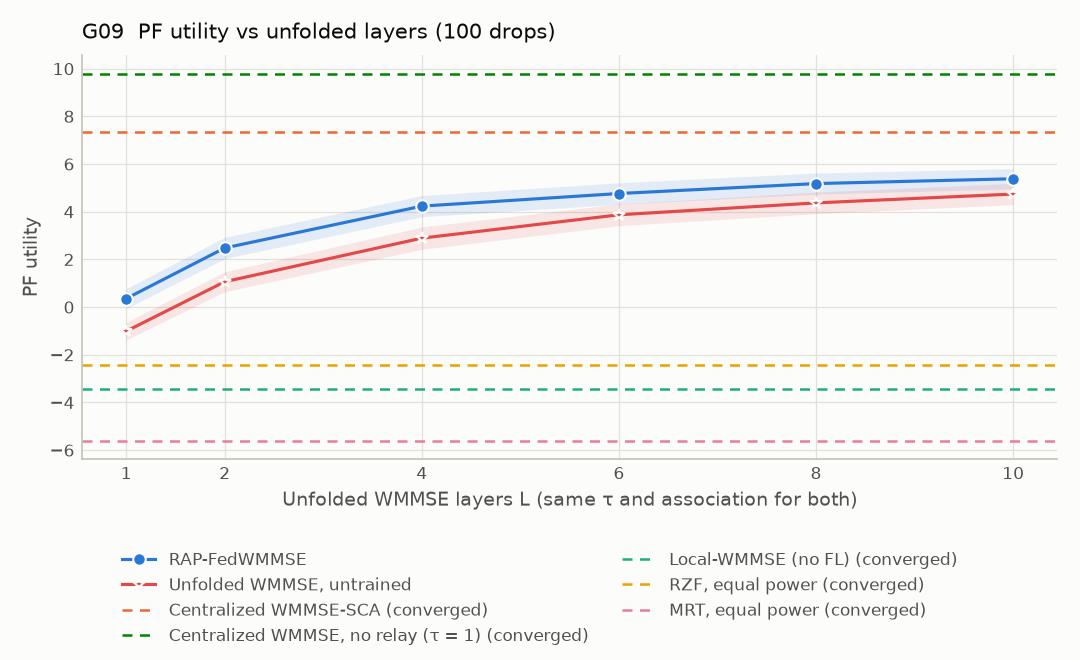 G09  PF utility vs unfolded layers (100 drops)
10
8
6
4
2
0
−2
−4
−6
PF utility
1 2 4 6 8 10
Unfolded WMMSE layers L (same τ and association for both)
RAP-FedWMMSE
Unfolded WMMSE, untrained
Centralized WMMSE-SCA (converged)
Centralized WMMSE, no relay (τ = 1) (converged)
Local-WMMSE (no FL) (converged)
RZF, equal power (converged)
MRT, equal power (converged)